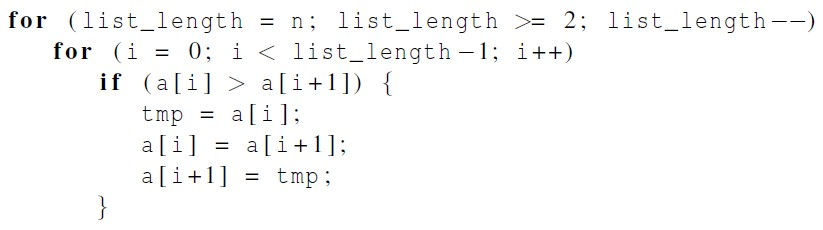 for (list_length = n; list_length >= 2; list_length--)
   for (i = 0; i < list_length-1; i++)
      if (a[i] > a[i+1]) {
         tmp = a[i];
         a[i] = a[i+1];
         a[i+1] = tmp;
      }